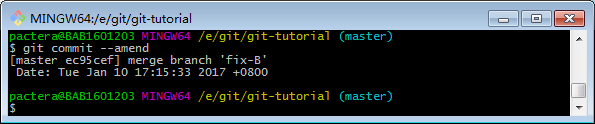 MINGW64:/e/git/git-tutorial
pactera@BAB1601203 MINGW64 /e/git/git-tutorial (master)
$ git commit --amend
[master ec95cef] merge branch 'fix-B'
 Date: Tue Jan 10 17:15:33 2017 +0800

pactera@BAB1601203 MINGW64 /e/git/git-tutorial (master)
$